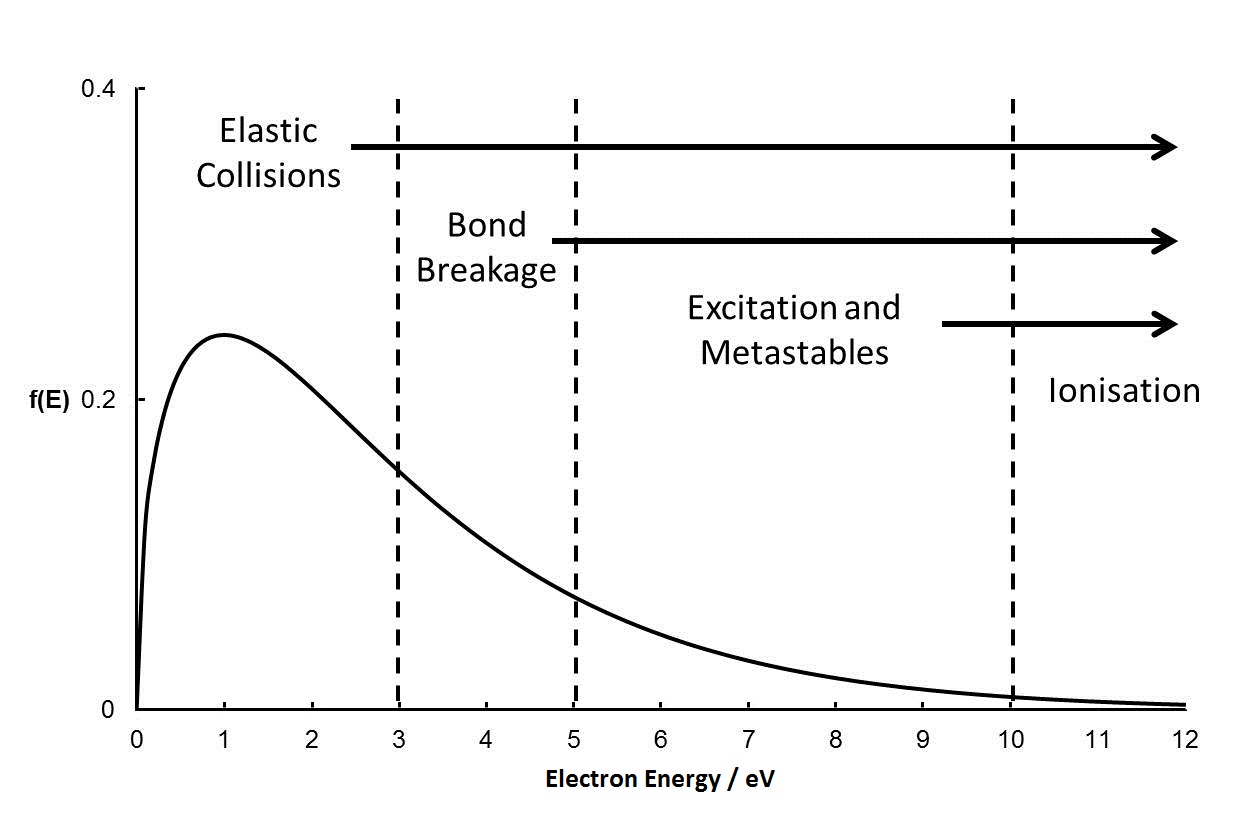 0.4
Elastic
Collisions
Bond
Breakage
Excitation and
Metastables
Ionisation
f(E) 0.2
0
0 1 2 3 4 5 6 7 8 9 10 11 12
Electron Energy / eV